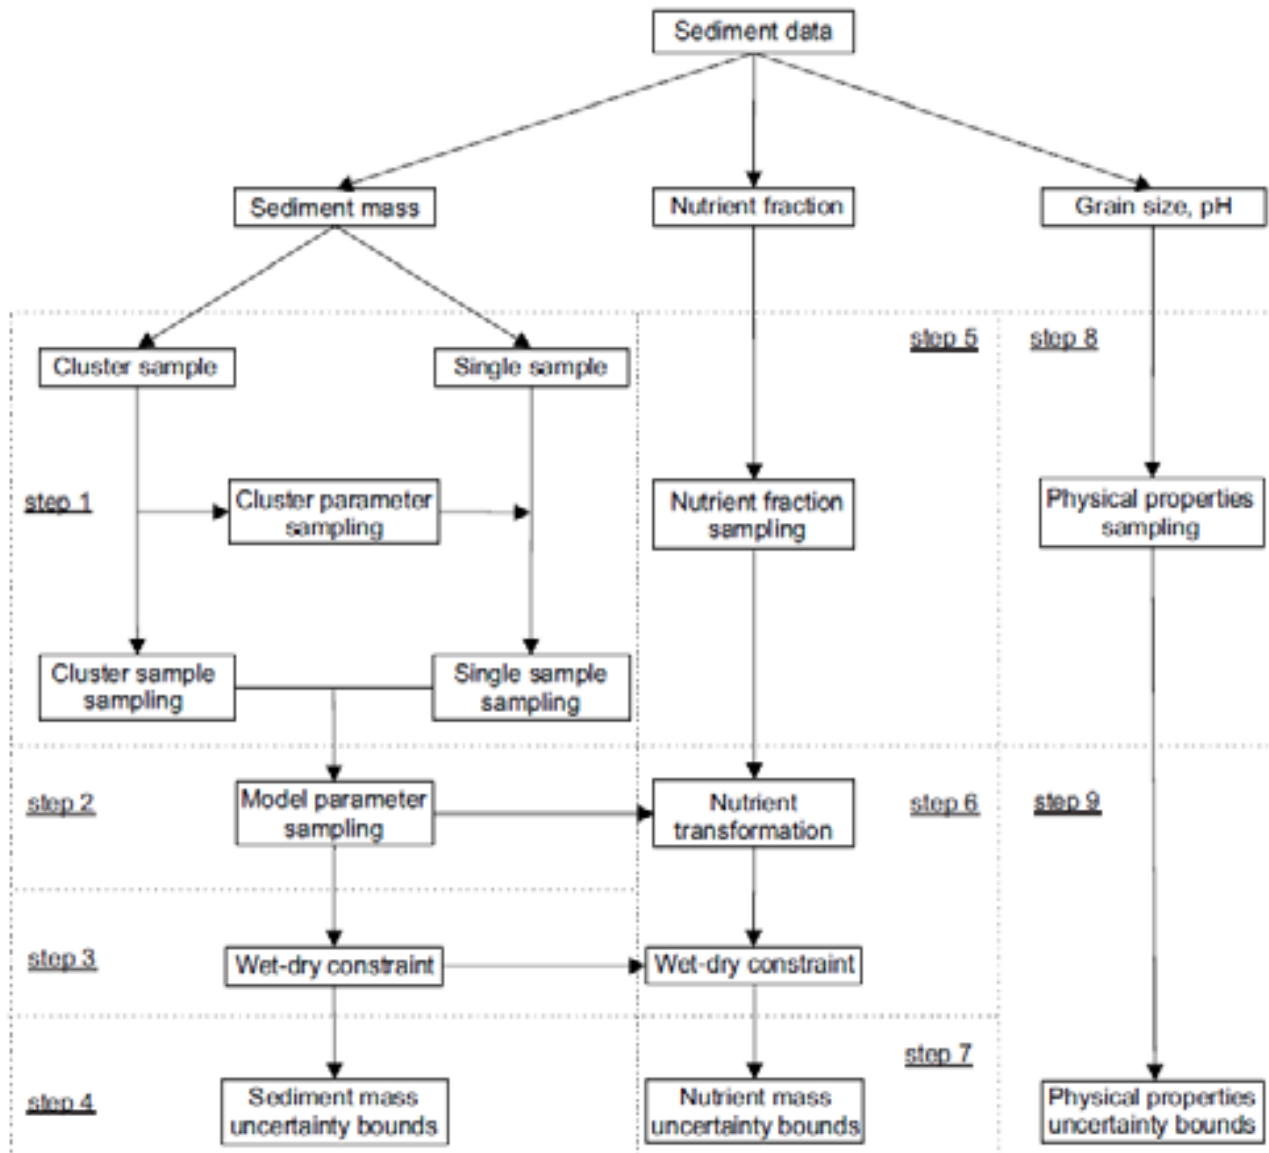 Sediment data
Sediment mass
Nutrient fraction
Grain size, pH
step 5
step 8
Cluster sample
Single sample
step 1
Cluster parameter
sampling
Nutrient fraction
sampling
Physical properties
sampling
Cluster sample
sampling
Single sample
sampling
step 2
Model parameter
sampling
Nutrient
transformation
step 6
step 9
step 3
Wet-dry constraint
Wet-dry constraint
step 7
step 4
Sediment mass
uncertainty bounds
Nutrient mass
uncertainty bounds
Physical properties
uncertainty bounds